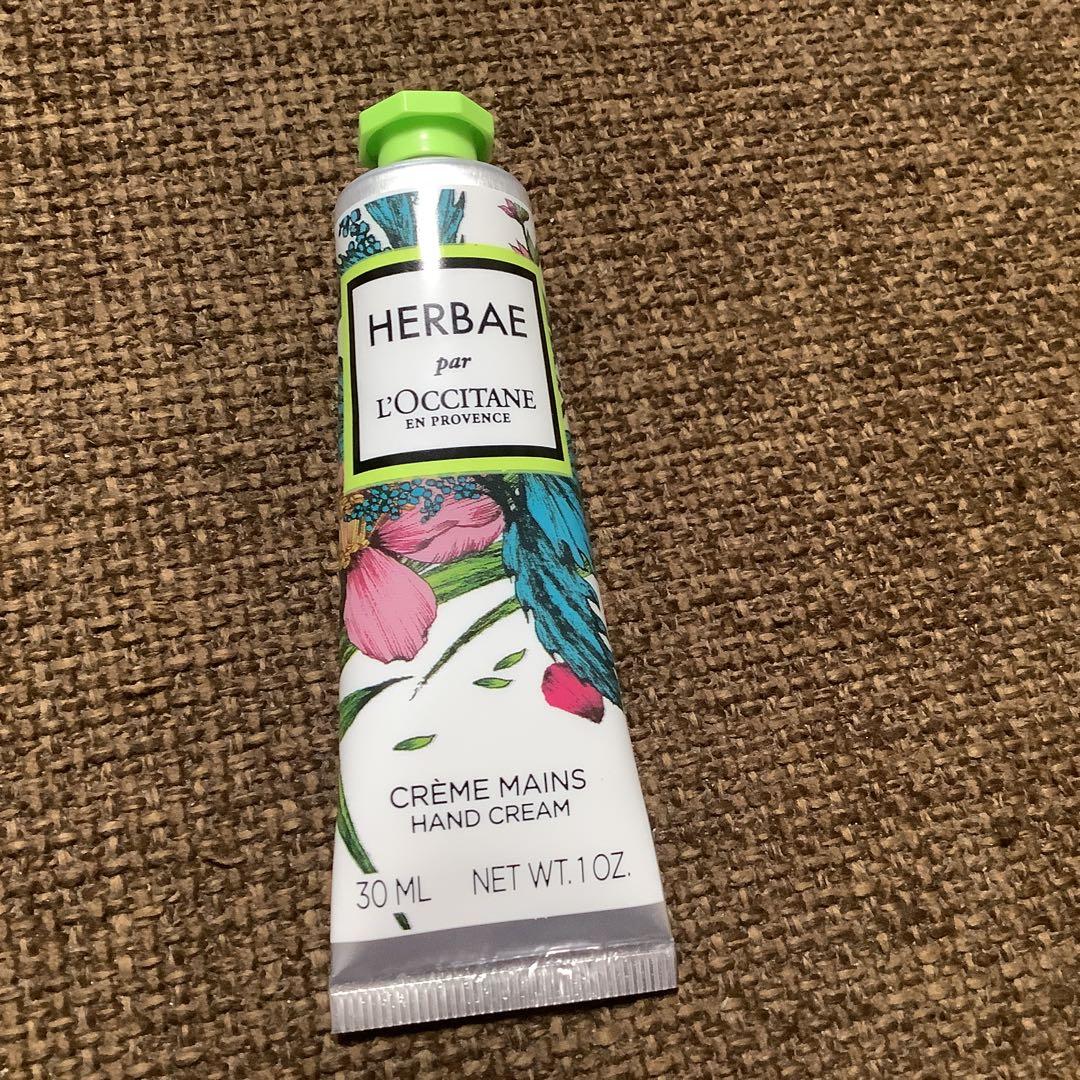 HERBAE
par
L'OCCITANE
EN PROVENCE
CRÈME MAINS
HAND CREAM
30 ML NET WT. 1 OZ.